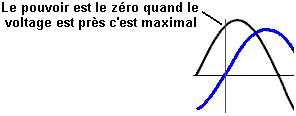 Le pouvoir est le zéro quand le
voltage est près c'est maximal